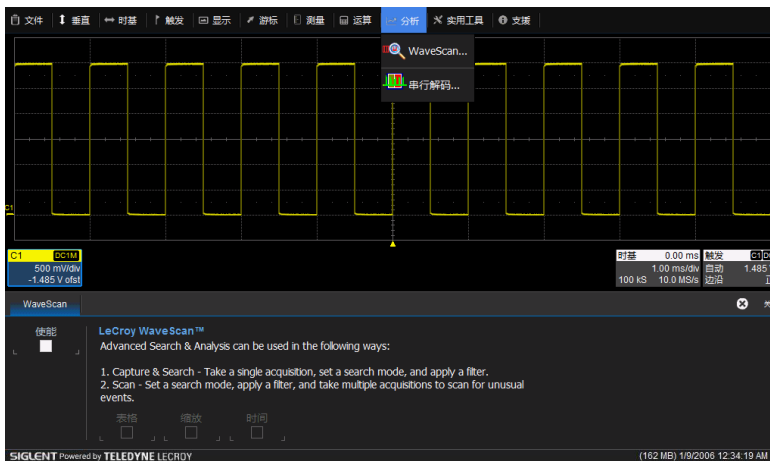 文件 垂直 时基 触发 显示 游标 测量 运算 分析 实用工具 支援
WaveScan...
串行解码...
C1
C1 DC1M
500 mV/div
-1.485 V ofst
时基 0.00 ms
1.00 ms/div
100 kS 10.0 MS/s
触发 C1
自动 1.485
边沿
WaveScan
使能
LeCroy WaveScan™
Advanced Search & Analysis can be used in the following ways:
1. Capture & Search - Take a single acquisition, set a search mode, and apply a filter.
2. Scan - Set a search mode, apply a filter, and take multiple acquisitions to scan for unusual
events.
表格 缩放 时间
SIGLENT Powered by TELEDYNE LECROY
(162 MB) 1/9/2006 12:34:19 AM